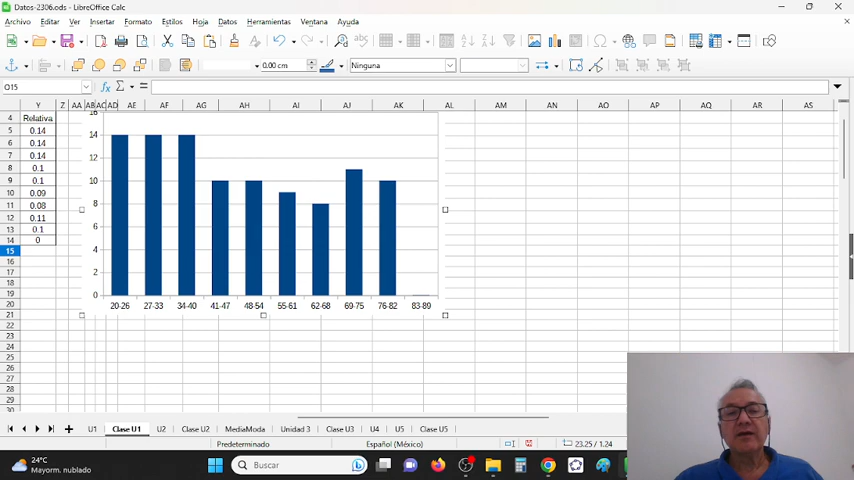 Datos-2306.ods - LibreOffice Calc
Archivo Editar Ver Insertar Formato Estilos Hoja Datos Herramientas Ventana Ayuda
0.00 cm Ninguna
O15
Y Z AA AB AC AD AE AF AG AH AI AJ AK AL AM AN AO AP AQ AR AS
4 Relativa
5 0.14
6 0.14
7 0.14
8 0.1
9 0.1
10 0.09
11 0.08
12 0.11
13 0.1
14 0
15
16
17
18
19
20
21
22
23
24
25
26
27
28
29
30
16
14
12
10
8
6
4
2
0
20-26 27-33 34-40 41-47 48-54 55-61 62-68 69-75 76-82 83-89
U1 Clase U1 U2 Clase U2 MediaModa Unidad 3 Clase U3 U4 U5 Clase U5
Predeterminado Español (México) 23.25 / 1.24
24°C
Mayorm. nublado
Buscar